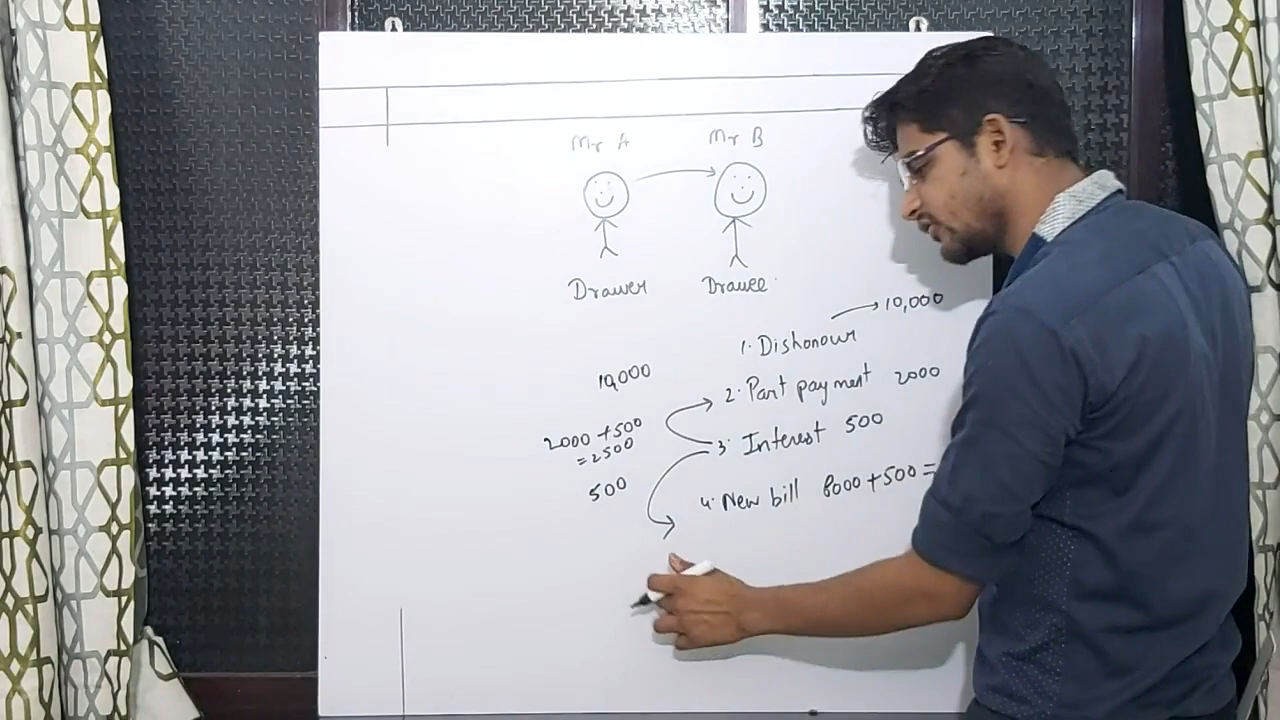 Mr A Mr B
Drawer Drawee
10,000
1. Dishonour
10,000
2. Part payment 2000
2000 + 500
= 2500
3. Interest 500
500
4. New bill 8000 + 500 =